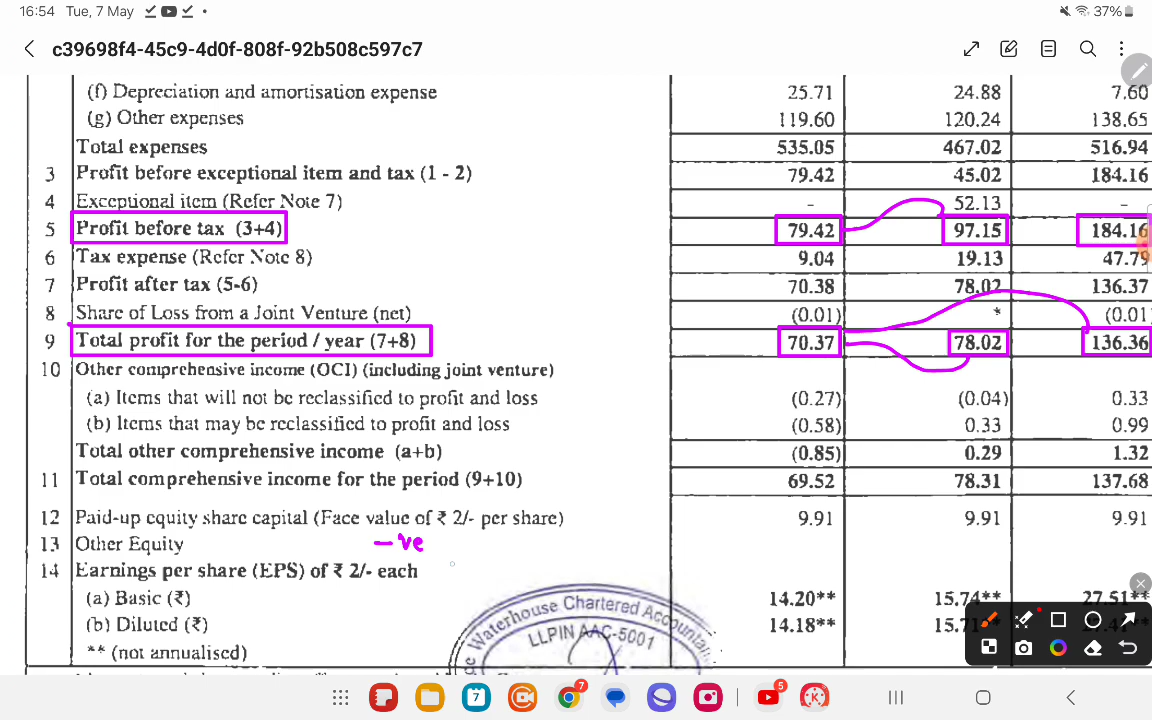 16:54 Tue, 7 May 37%
c39698f4-45c9-4d0f-808f-92b508c597c7
(f) Depreciation and amortisation expense 25.71 24.88 7.60
(g) Other expenses 119.60 120.24 138.65
Total expenses 535.05 467.02 516.94
3 Profit before exceptional item and tax (1 - 2) 79.42 45.02 184.16
4 Exceptional item (Refer Note 7) - 52.13 -
5 Profit before tax (3+4) 79.42 97.15 184.16
6 Tax expense (Refer Note 8) 9.04 19.13 47.79
7 Profit after tax (5-6) 70.38 78.02 136.37
8 Share of Loss from a Joint Venture (net) (0.01) * (0.01)
9 Total profit for the period / year (7+8) 70.37 78.02 136.36
10 Other comprehensive income (OCI) (including joint venture)
(a) Items that will not be reclassified to profit and loss (0.27) (0.04) 0.33
(b) Items that may be reclassified to profit and loss (0.58) 0.33 0.99
Total other comprehensive income (a+b) (0.85) 0.29 1.32
11 Total comprehensive income for the period (9+10) 69.52 78.31 137.68
12 Paid-up equity share capital (Face value of ₹ 2/- per share) 9.91 9.91 9.91
13 Other Equity -ve
14 Earnings per share (EPS) of ₹ 2/- each
(a) Basic (₹) 14.20** 15.74** 27.51**
(b) Diluted (₹) 14.18**
** (not annualised)
Waterhouse Chartered
LLPIN AAC-5001
7 7 5